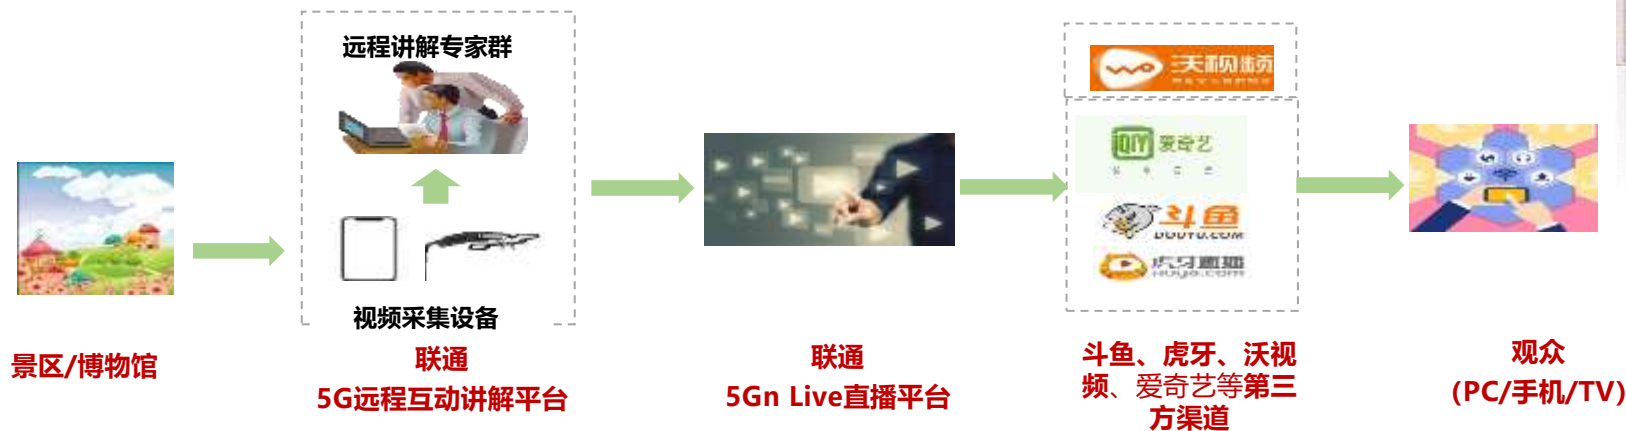 远程讲解专家群
视频采集设备
沃视频
iQIYI 爱奇艺
斗鱼
DOUYU.COM
虎牙直播
HUYA.COM
景区/博物馆
联通
5G远程互动讲解平台
联通
5Gn Live直播平台
斗鱼、虎牙、沃视
频、爱奇艺等第三
方渠道
观众
(PC/手机/TV)